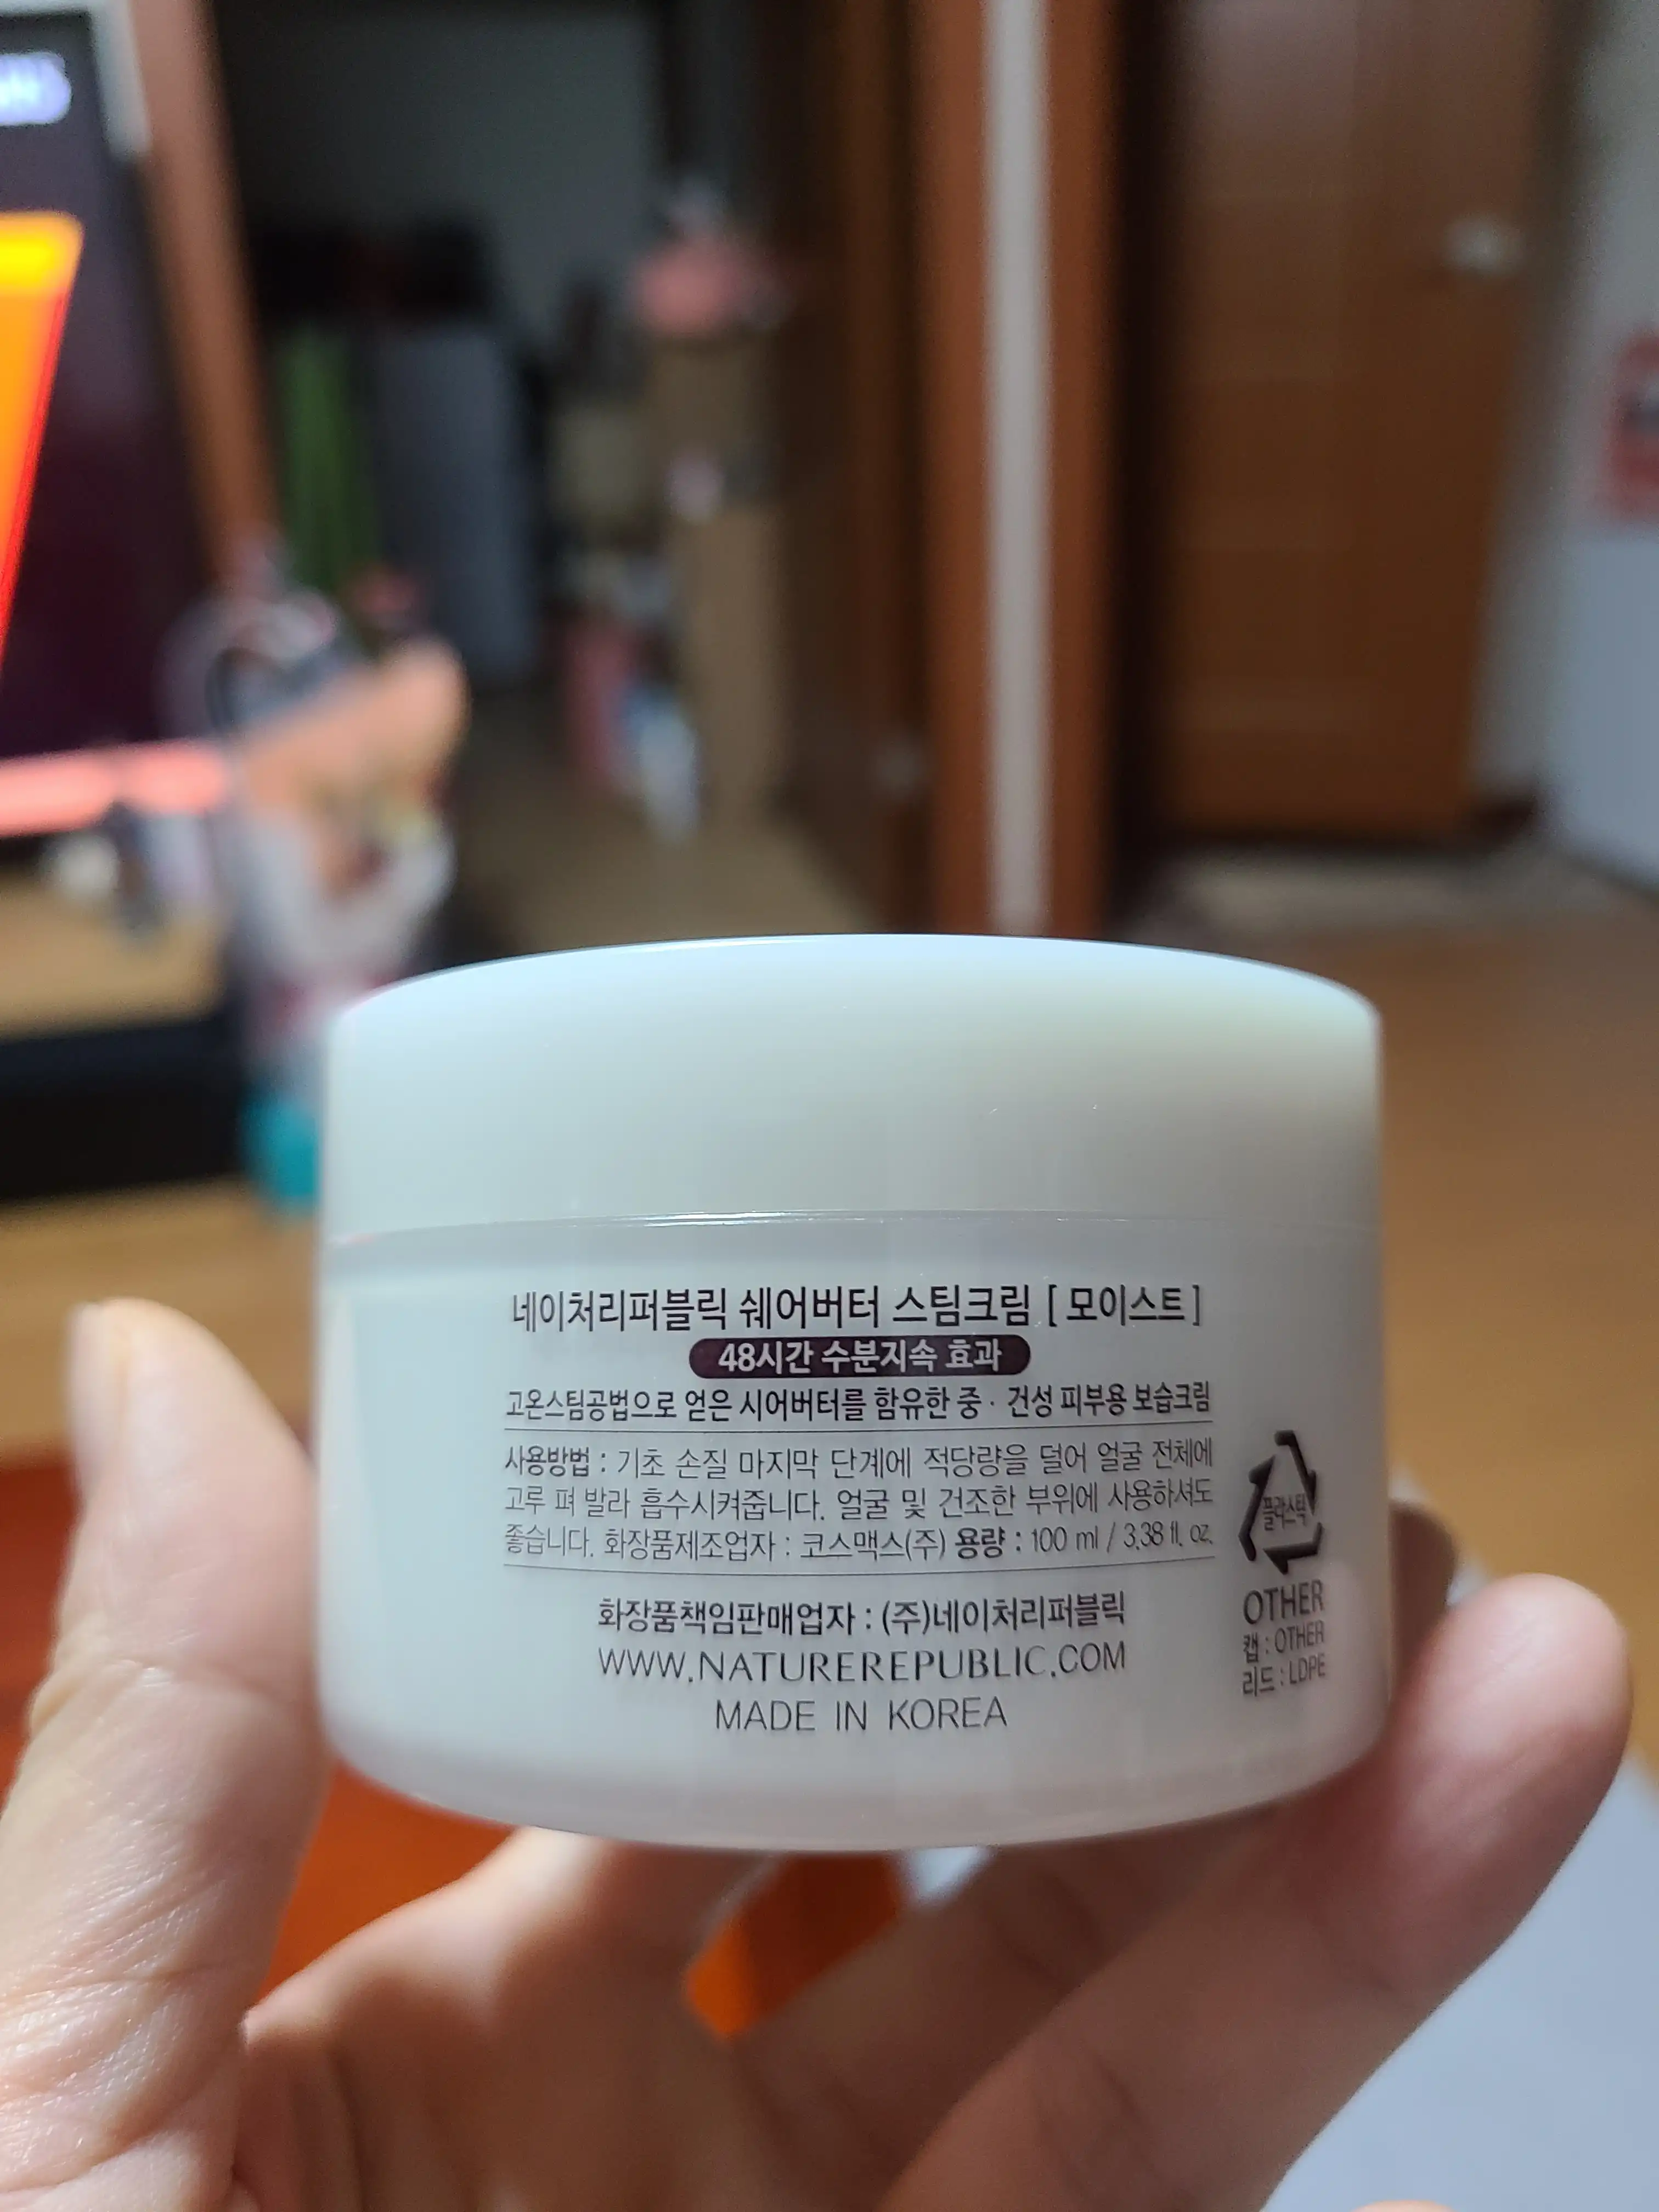 네이처리퍼블릭 쉐어버터 스팀크림 [ 모이스트 ]
48시간 수분지속 효과
고온스팀공법으로 얻은 시어버터를 함유한 중 · 건성 피부용 보습크림
사용방법 : 기초 손질 마지막 단계에 적당량을 덜어 얼굴 전체에
고루 펴 발라 흡수시켜줍니다. 얼굴 및 건조한 부위에 사용하셔도
좋습니다. 화장품제조업자 : 코스맥스(주) 용량 : 100 ml / 3.38 fl. oz.
화장품책임판매업자 : (주)네이처리퍼블릭
WWW.NATUREREPUBLIC.COM
MADE IN KOREA
플라스틱
OTHER
캡 : OTHER
리드 : LDPE